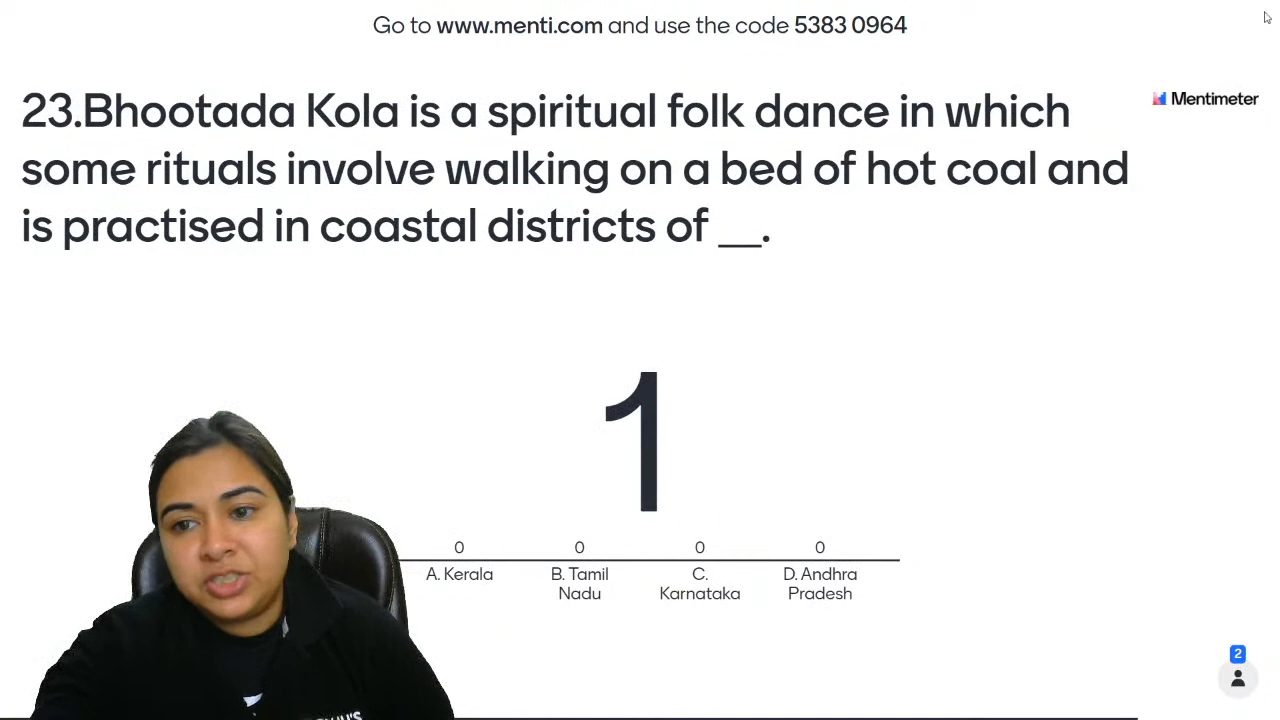 Go to www.menti.com and use the code 5383 0964
Mentimeter
23.Bhootada Kola is a spiritual folk dance in which
some rituals involve walking on a bed of hot coal and
is practised in coastal districts of __.
1
0 0 0 0
A. Kerala B. Tamil C. D. Andhra
Nadu Karnataka Pradesh
2